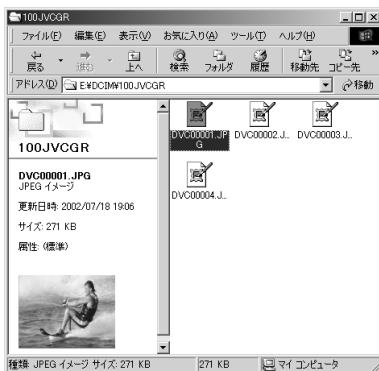 100JVCGR
ファイル(F) 編集(E) 表示(V) お気に入り(A) ツール(T) ヘルプ(H)
戻る 進む 上へ 検索 フォルダ 履歴 移動先 コピー先 »
アドレス(D) E:¥DCIM¥100JVCGR 移動
100JVCGR
DVC00001.JPG
JPEG イメージ
更新日時: 2002/07/18 19:06
サイズ: 271 KB
属性: (標準)
DVC00001.JP
G
DVC00002.J...
DVC00003.J...
DVC00004.J...
種類: JPEG イメージ サイズ: 271 KB 271 KB マイ コンピュータ